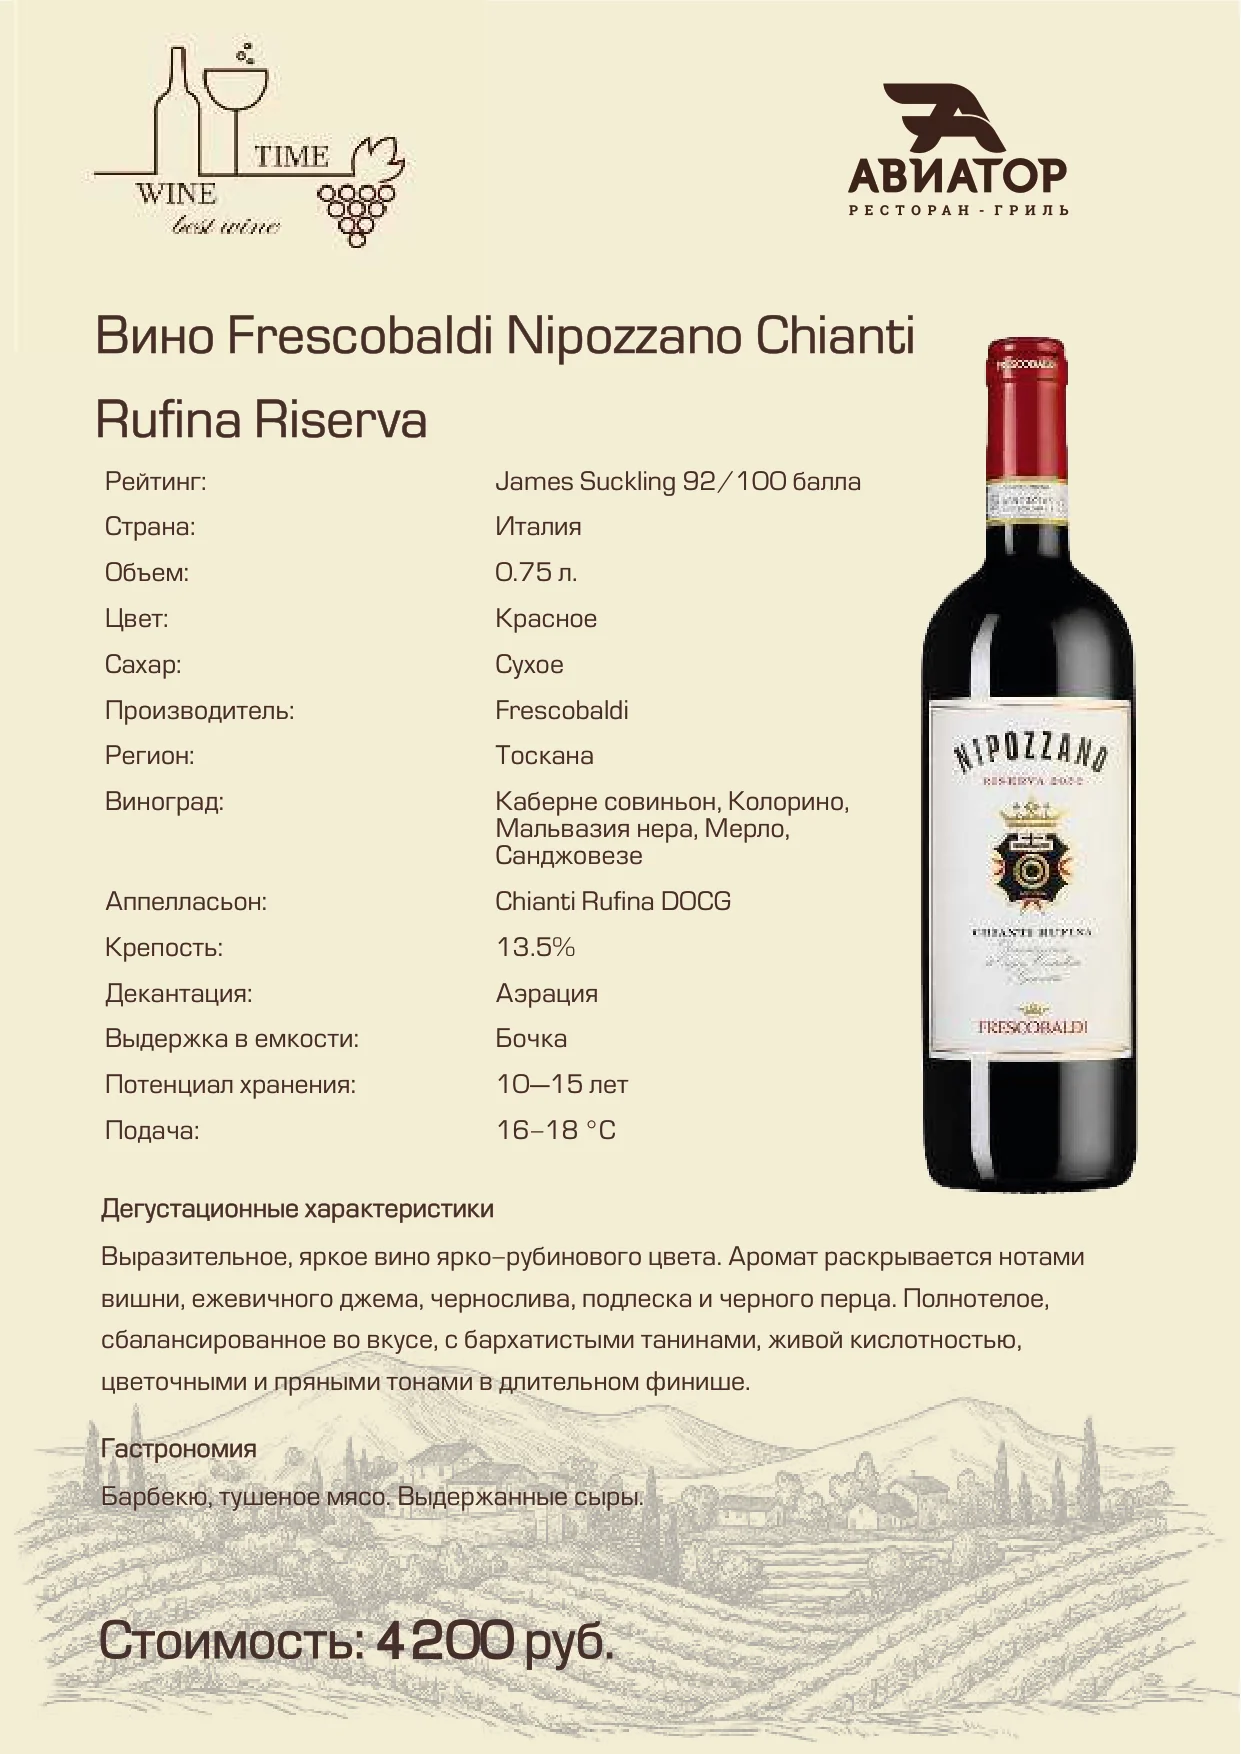 TIME
WINE
best wine
АВИАТОР
РЕСТОРАН - ГРИЛЬ
Вино Frescobaldi Nipozzano Chianti
Rufina Riserva
Рейтинг: James Suckling 92/100 балла
Страна: Италия
Объем: 0.75 л.
Цвет: Красное
Сахар: Сухое
Производитель: Frescobaldi
Регион: Тоскана
Виноград: Каберне совиньон, Колорино,
Мальвазия нера, Мерло,
Санджовезе
Аппелласьон: Chianti Rufina DOCG
Крепость: 13.5%
Декантация: Аэрация
Выдержка в емкости: Бочка
Потенциал хранения: 10—15 лет
Подача: 16–18 °C
FRESCOBALDI
NIPOZZANO
RISERVA 2022
CHIANTI RUFINA
FRESCOBALDI
Дегустационные характеристики
Выразительное, яркое вино ярко–рубинового цвета. Аромат раскрывается нотами
вишни, ежевичного джема, чернослива, подлеска и черного перца. Полнотелое,
сбалансированное во вкусе, с бархатистыми танинами, живой кислотностью,
цветочными и пряными тонами в длительном финише.
Гастрономия
Барбекю, тушеное мясо. Выдержанные сыры.
Стоимость: 4200 руб.